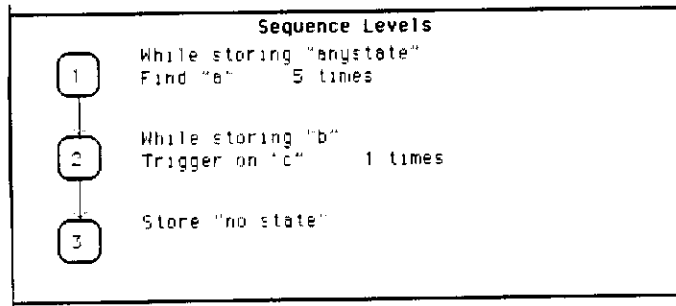 Sequence Levels
While storing "anystate"
1
Find "a" 5 times
While storing "b"
2
Trigger on "c" 1 times
Store "no state"
3